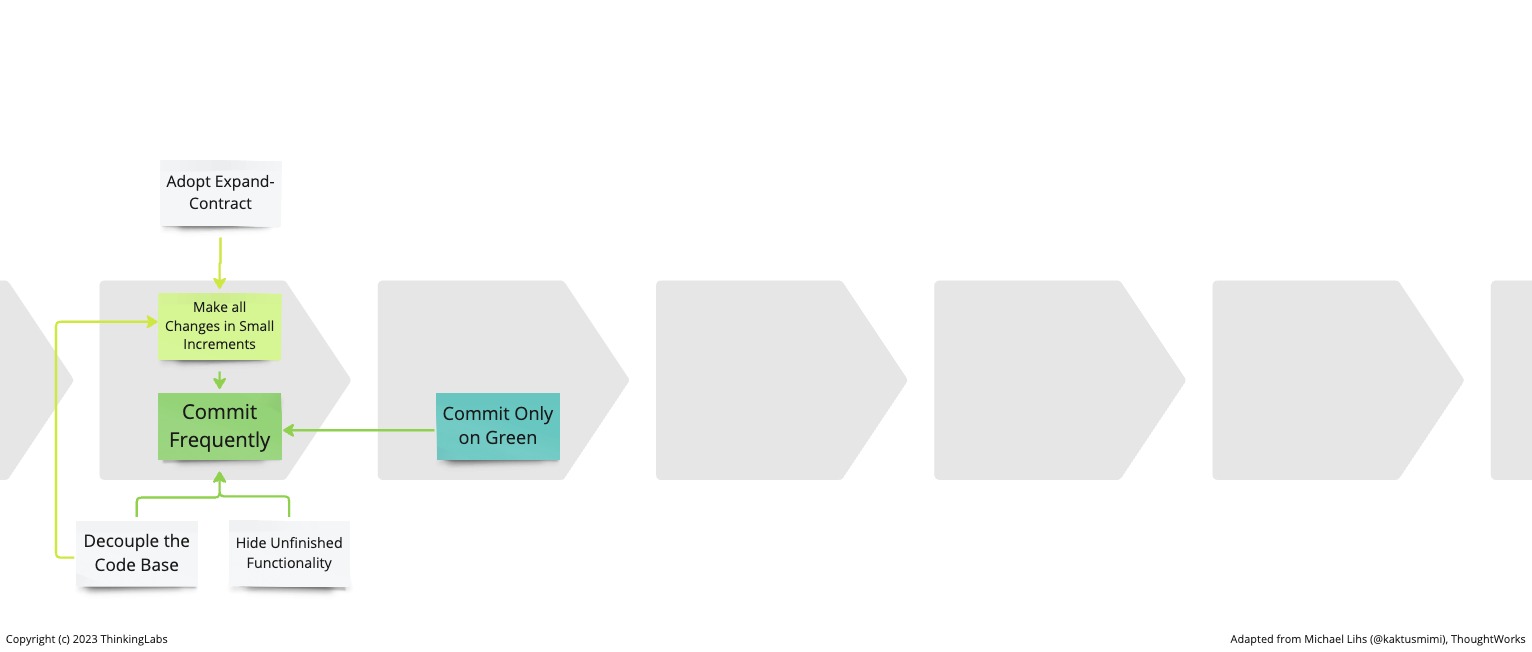 Adopt Expand-
Contract
Make all
Changes in Small
Increments
Commit
Frequently
Commit Only
on Green
Decouple the
Code Base
Hide Unfinished
Functionality
Copyright (c) 2023 ThinkingLabs
Adapted from Michael Lihs (@kaktusmimi), ThoughtWorks